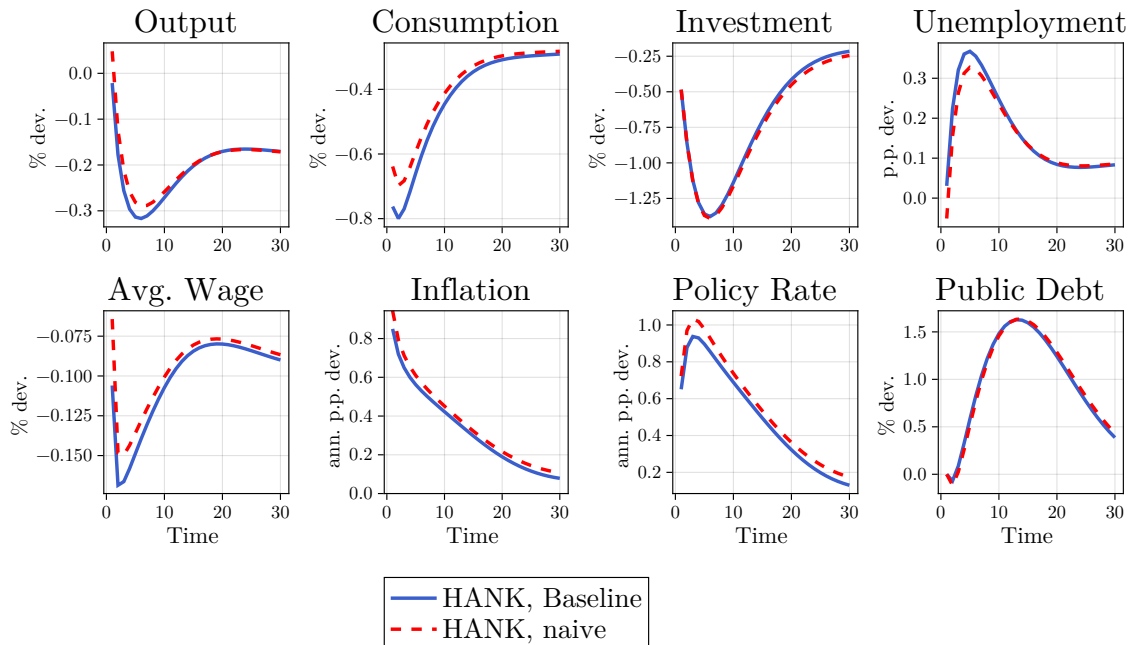 Output
% dev.
0.0
−0.1
−0.2
−0.3
0 10 20 30
Consumption
% dev.
−0.4
−0.6
−0.8
0 10 20 30
Investment
% dev.
−0.25
−0.50
−0.75
−1.00
−1.25
0 10 20 30
Unemployment
p.p. dev.
0.3
0.2
0.1
0.0
0 10 20 30
Avg. Wage
% dev.
−0.075
−0.100
−0.125
−0.150
0 10 20 30
Time
Inflation
ann. p.p. dev.
0.8
0.6
0.4
0.2
0.0
0 10 20 30
Time
Policy Rate
ann. p.p. dev.
1.0
0.8
0.6
0.4
0.2
0 10 20 30
Time
Public Debt
% dev.
1.5
1.0
0.5
0.0
0 10 20 30
Time
HANK, Baseline
HANK, naive